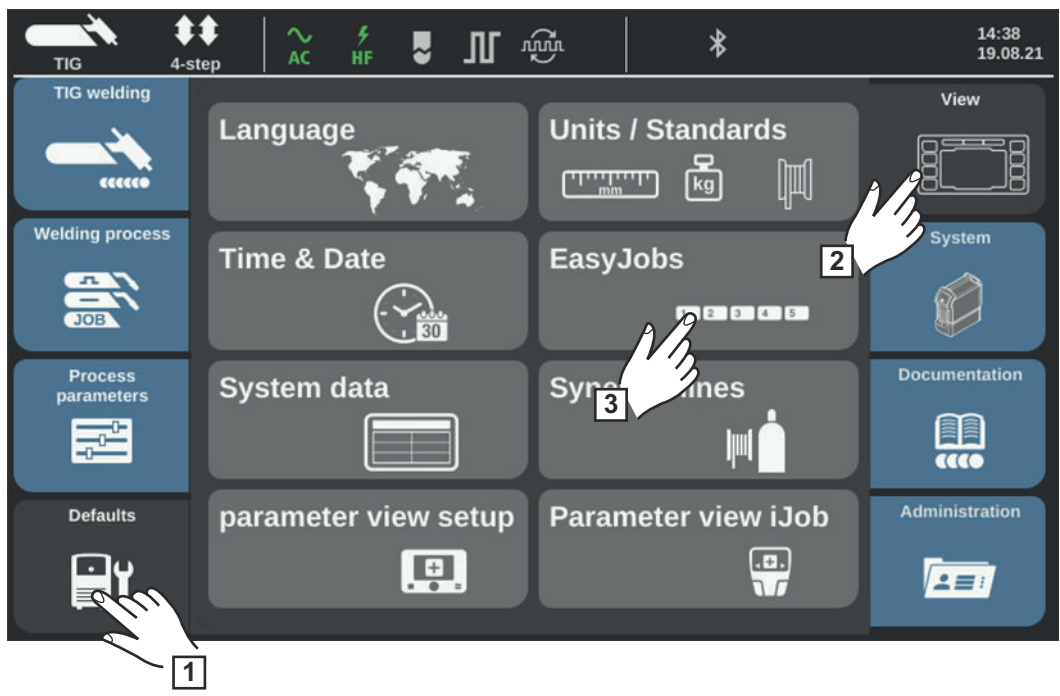 TIG
4-step
AC
HF
14:38
19.08.21
TIG welding
Welding process
JOB
Process
parameters
Defaults
Language
Units / Standards
mm
kg
Time & Date
30
EasyJobs
1 2 3 4 5
System data
parameter view setup
Parameter view iJob
View
System
Documentation
Administration
1
2
3